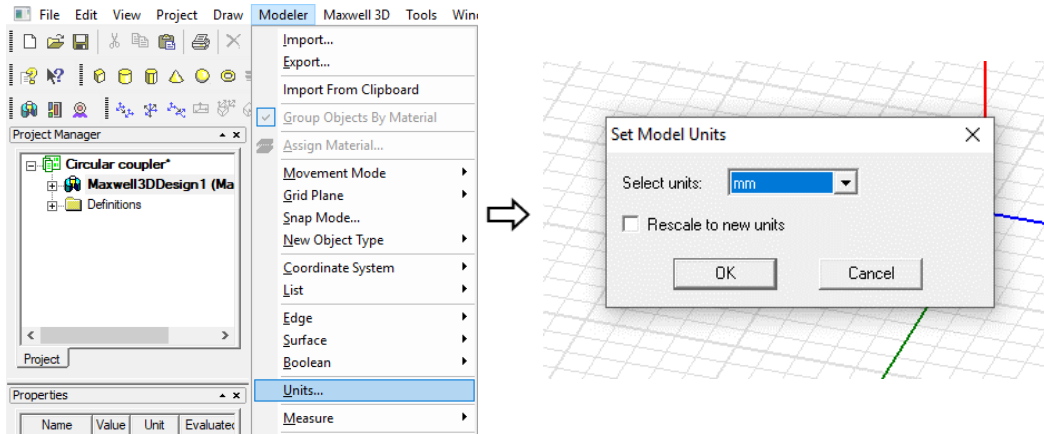 File Edit View Project Draw Modeler Maxwell 3D Tools
Import...
Export...
Import From Clipboard
Group Objects By Material
Assign Material...
Movement Mode
Grid Plane
Snap Mode...
New Object Type
Coordinate System
List
Edge
Surface
Boolean
Units...
Measure
Project Manager
Circular coupler*
Maxwell3DDesign1 (Ma
Definitions
Project
Properties
Name Value Unit Evaluated
Set Model Units
Select units: mm
Rescale to new units
OK Cancel